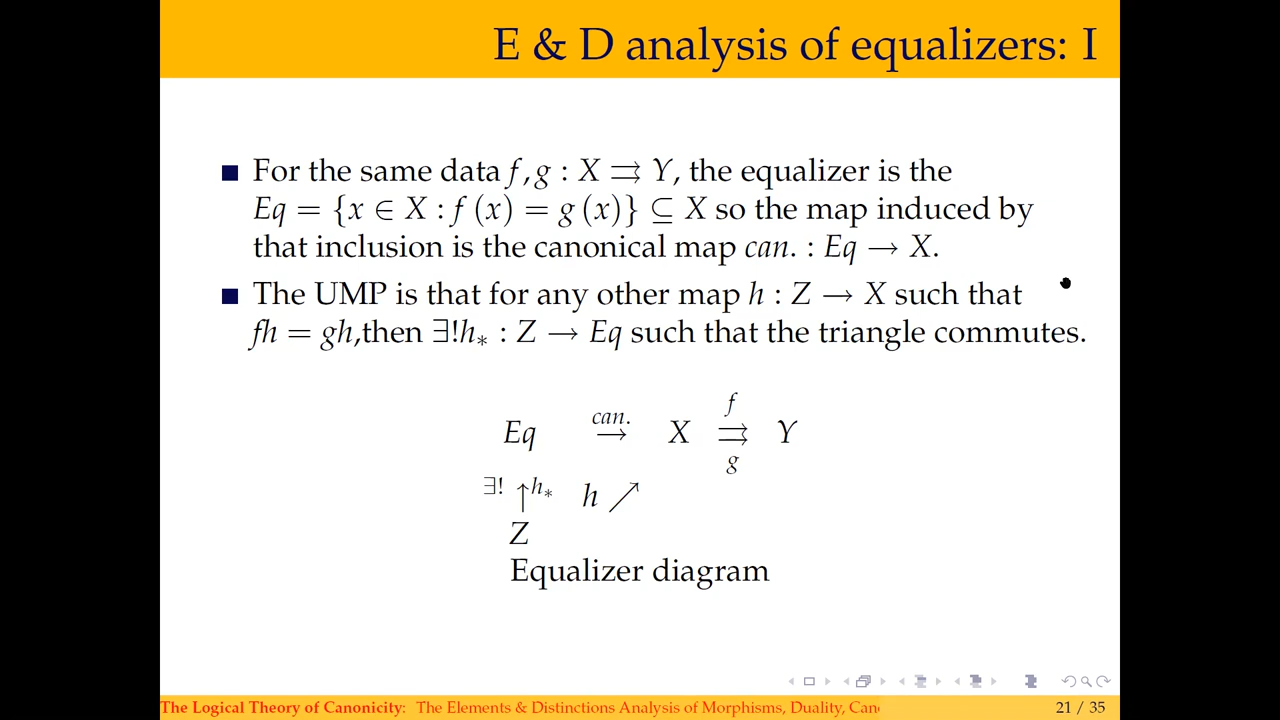 E & D analysis of equalizers: I
For the same data f, g : X ⇉ Y, the equalizer is the
Eq = {x ∈ X : f (x) = g (x)} ⊆ X so the map induced by
that inclusion is the canonical map can. : Eq → X.
The UMP is that for any other map h : Z → X such that
fh = gh,then ∃!h∗ : Z → Eq such that the triangle commutes.
f
Eq can. → X ⇉ Y
g
∃! ↑h∗ h ↗
Z
Equalizer diagram
The Logical Theory of Canonicity: The Elements & Distinctions Analysis of Morphisms, Duality, Canc 21 / 35